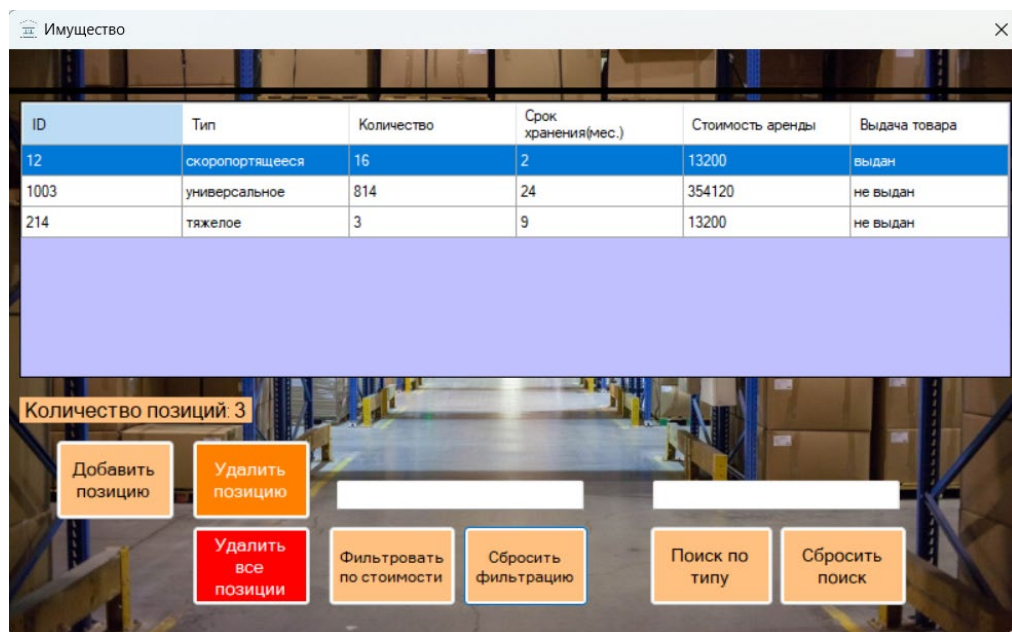 Имущество
ID Тип Количество Срок хранения(мес.) Стоимость аренды Выдача товара
12 скоропортящееся 16 2 13200 выдан
1003 универсальное 814 24 354120 не выдан
214 тяжелое 3 9 13200 не выдан
Количество позиций: 3
Добавить
позицию
Удалить
позицию
Удалить
все
позиции
Фильтровать
по стоимости
Сбросить
фильтрацию
Поиск по
типу
Сбросить
поиск